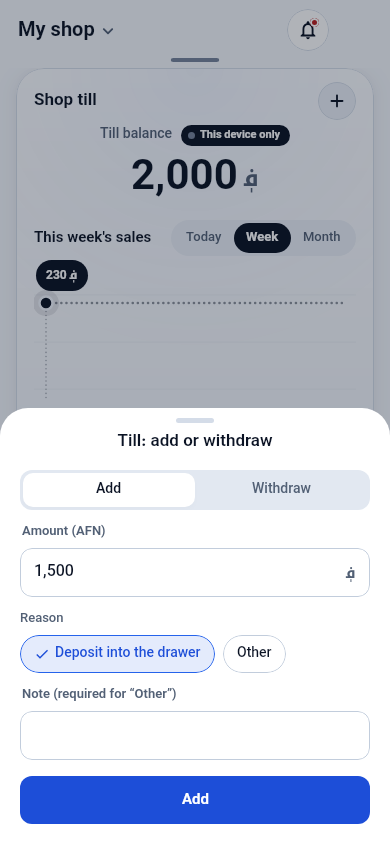 My shop
Shop till
Till balance
This device only
2,000 ؋
This week's sales
Today
Week
Month
230 ؋
Till: add or withdraw
Add
Withdraw
Amount (AFN)
1,500
؋
Reason
Deposit into the drawer
Other
Note (required for “Other”)
Add